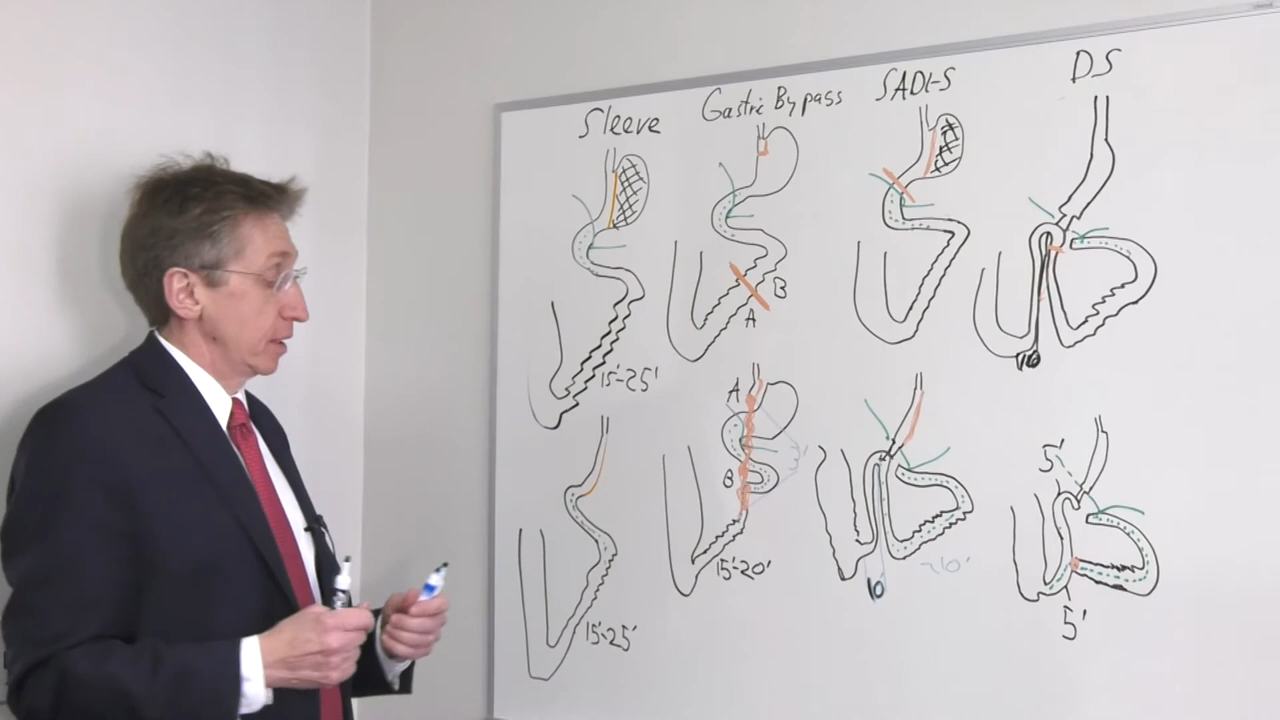 Sleeve
Gastric Bypass
SADI-S
DS
B
A
15'-25'
10
A
B
15'-20'
10
5'
5'
15'-25'